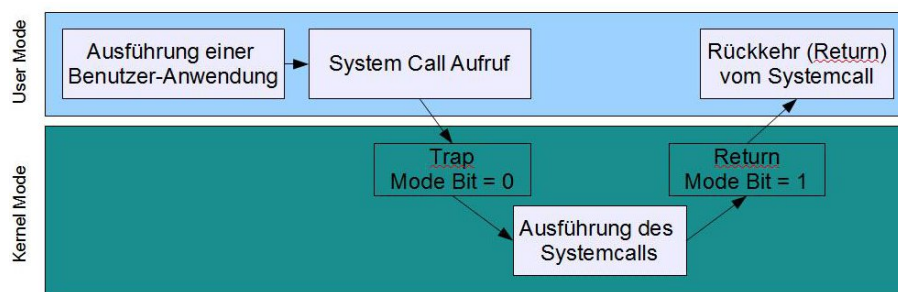 User Mode
Ausführung einer
Benutzer-Anwendung
System Call Aufruf
Rückkehr (Return)
vom Systemcall
Kernel Mode
Trap
Mode Bit = 0
Return
Mode Bit = 1
Ausführung des
Systemcalls